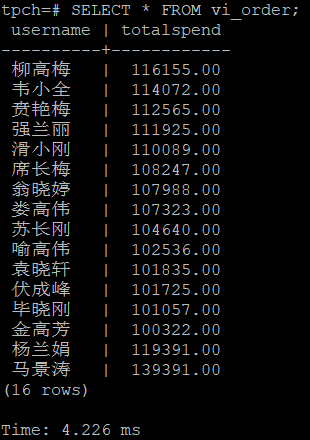 tpch=# SELECT * FROM vi_order;
username | totalspend
----------+------------
柳高梅 | 116155.00
韦小全 | 114072.00
贲艳梅 | 112565.00
强兰丽 | 111925.00
滑小刚 | 110089.00
席长梅 | 108247.00
翁晓婷 | 107988.00
娄高伟 | 107323.00
苏长刚 | 104640.00
喻高伟 | 102536.00
袁晓轩 | 101835.00
伏成峰 | 101725.00
毕晓刚 | 101057.00
金高芳 | 100322.00
杨兰娟 | 119391.00
马景涛 | 139391.00
(16 rows)
Time: 4.226 ms